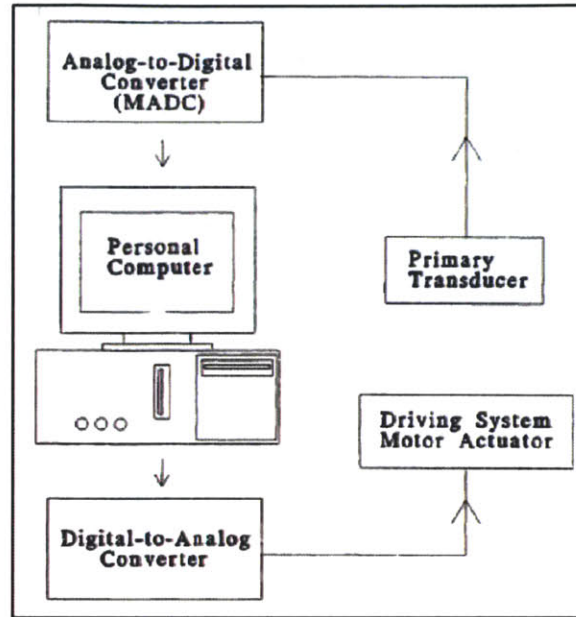 Analog-to-Digital
Converter
(MADC)
Personal
Computer
Primary
Transducer
Driving System
Motor Actuator
Digital-to-Analog
Converter